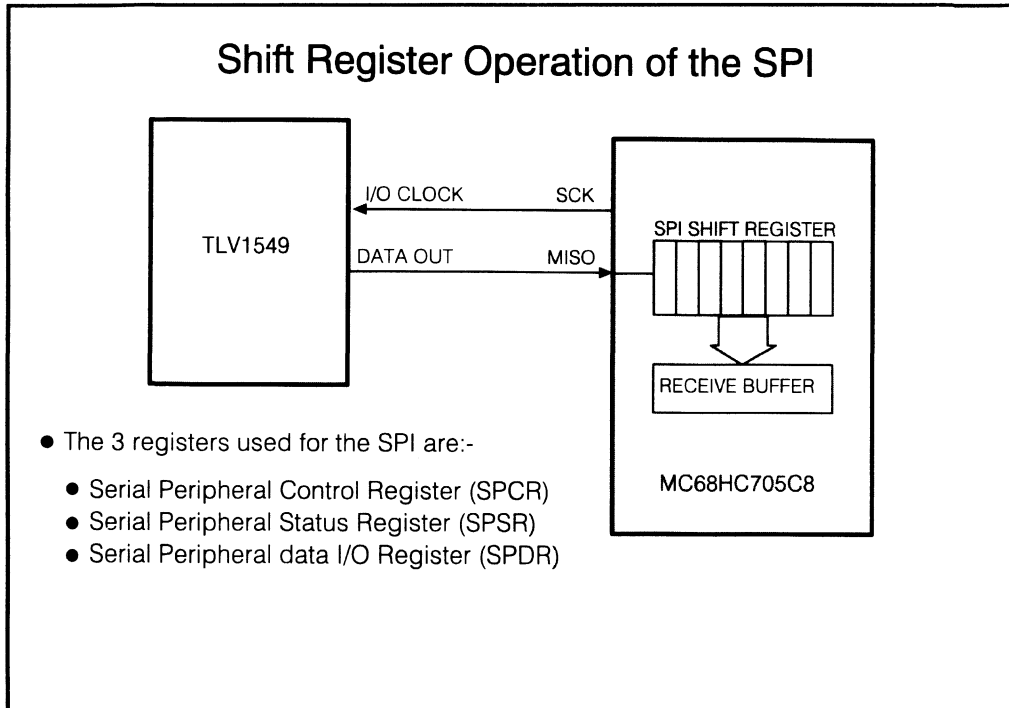 Shift Register Operation of the SPI
I/O CLOCK
SCK
SPI SHIFT REGISTER
TLV1549
DATA OUT
MISO
RECEIVE BUFFER
MC68HC705C8
● The 3 registers used for the SPI are:-
● Serial Peripheral Control Register (SPCR)
● Serial Peripheral Status Register (SPSR)
● Serial Peripheral data I/O Register (SPDR)